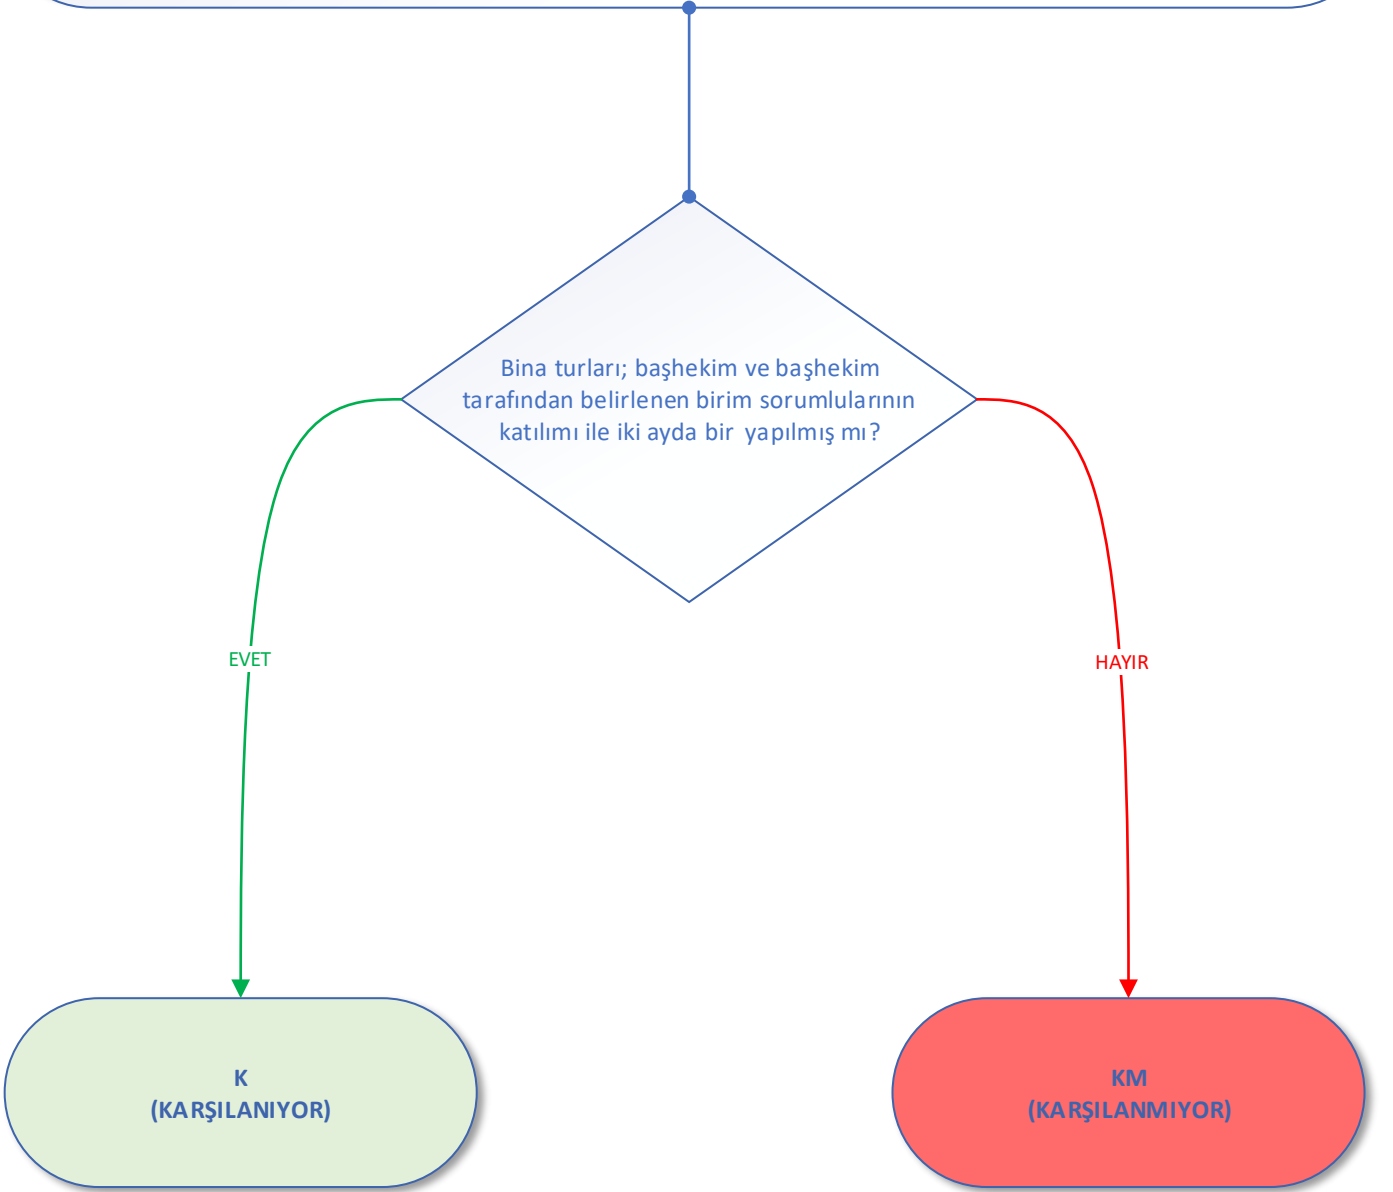 Bina turları; başhekim ve başhekim
tarafından belirlenen birim sorumlularının
katılımı ile iki ayda bir yapılmış mı?
EVET
HAYIR
K
(KARŞILANIYOR)
KM
(KARŞILANMIYOR)